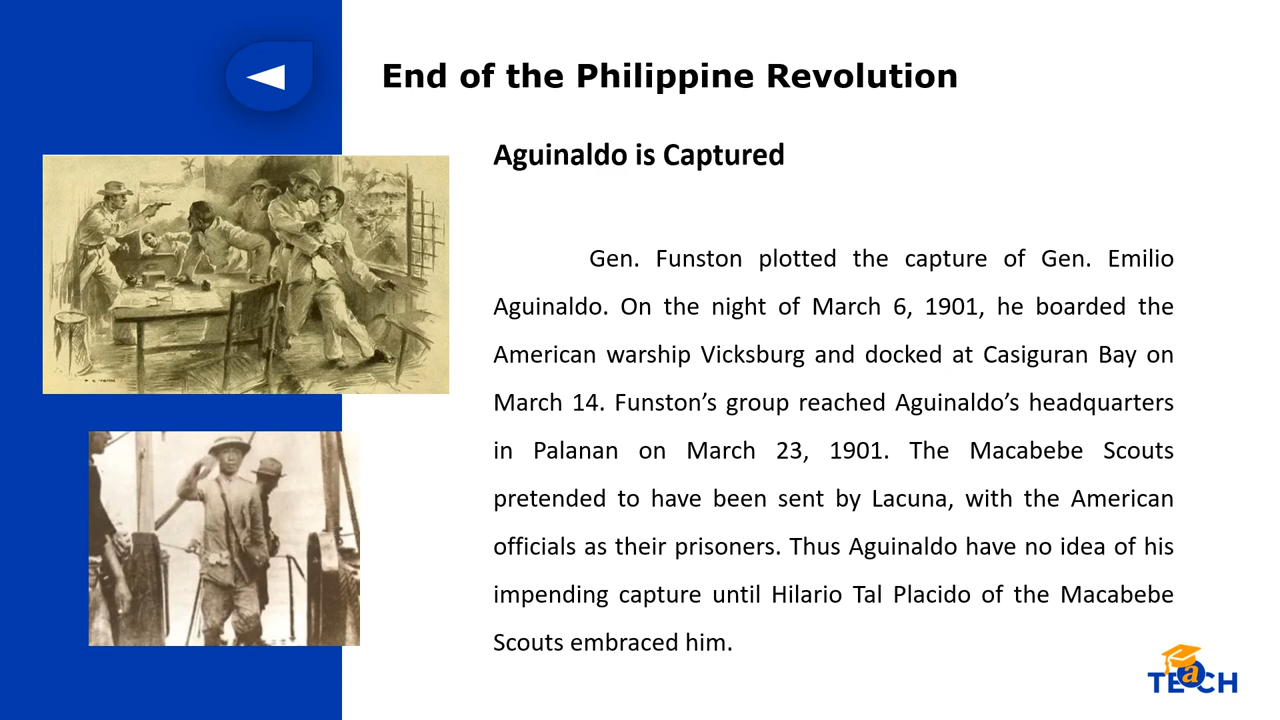 End of the Philippine Revolution
Aguinaldo is Captured
Gen. Funston plotted the capture of Gen. Emilio
Aguinaldo. On the night of March 6, 1901, he boarded the
American warship Vicksburg and docked at Casiguran Bay on
March 14. Funston’s group reached Aguinaldo’s headquarters
in Palanan on March 23, 1901. The Macabebe Scouts
pretended to have been sent by Lacuna, with the American
officials as their prisoners. Thus Aguinaldo have no idea of his
impending capture until Hilario Tal Placido of the Macabebe
Scouts embraced him.
TEaCH